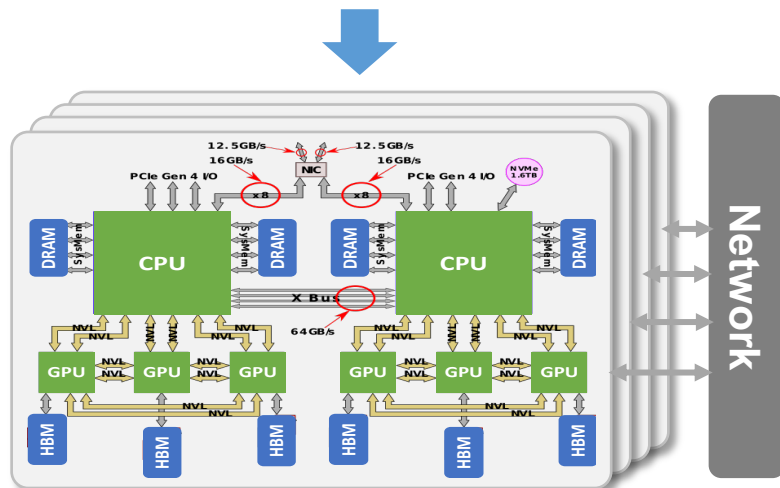 12.5GB/s
12.5GB/s
16GB/s
NIC
16GB/s
PCIe Gen 4 I/O
PCIe Gen 4 I/O
NVMe
1.6TB
x8
x8
DRAM
SysMem
CPU
SysMem
DRAM
DRAM
SysMem
CPU
SysMem
DRAM
X Bus
64GB/s
NVL
NVL
NVL
NVL
NVL
NVL
NVL
NVL
NVL
NVL
NVL
NVL
GPU
NVL
NVL
GPU
NVL
NVL
GPU
GPU
NVL
NVL
GPU
NVL
NVL
GPU
NVL
NVL
NVL
NVL
HBM
HBM
HBM
HBM
HBM
HBM
Network